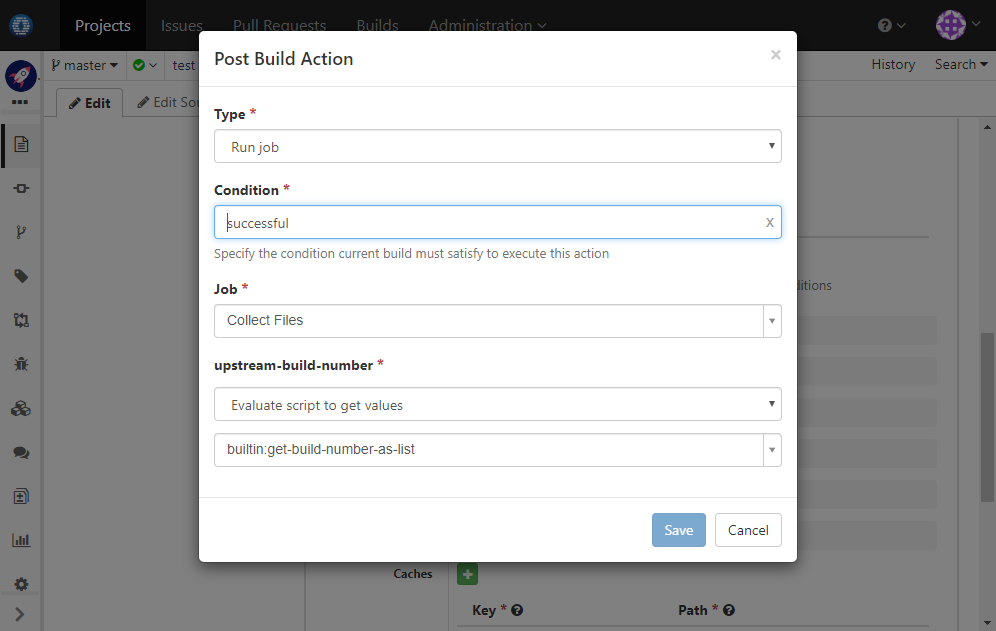 Projects Issues Pull Requests Builds Administration
master test History Search
Edit Edit Sou
Post Build Action ×
Type *
Run job
Condition *
successful X
Specify the condition current build must satisfy to execute this action
Job *
Collect Files
upstream-build-number *
Evaluate script to get values
builtin:get-build-number-as-list
Save Cancel
Caches
Key * Path *